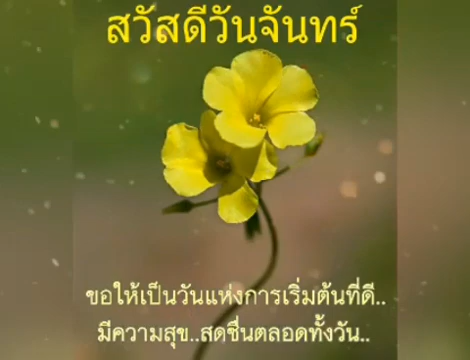 สวัสดีวันจันทร์
ขอให้เป็นวันแห่งการเริ่มต้นที่ดี..
มีความสุข..สดชื่นตลอดทั้งวัน..